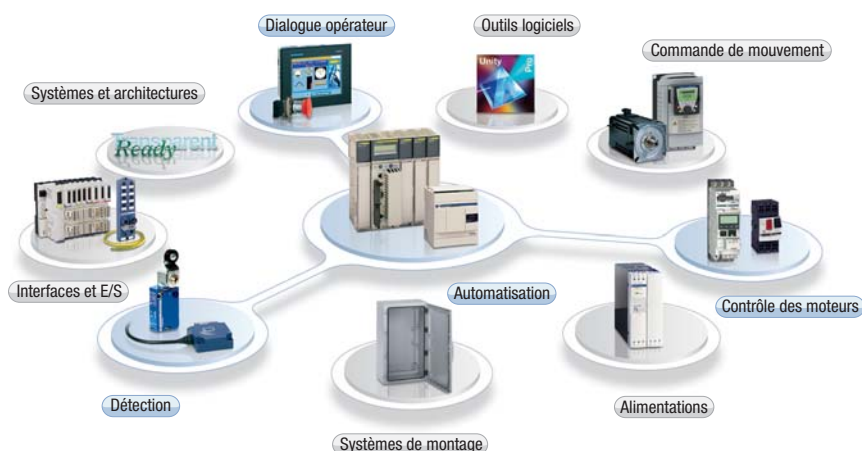 Dialogue opérateur
Outils logiciels
Commande de mouvement
Systèmes et architectures
Unity
Pro
Transparent
Ready
Interfaces et E/S
Automatisation
Contrôle des moteurs
Détection
Alimentations
Systèmes de montage